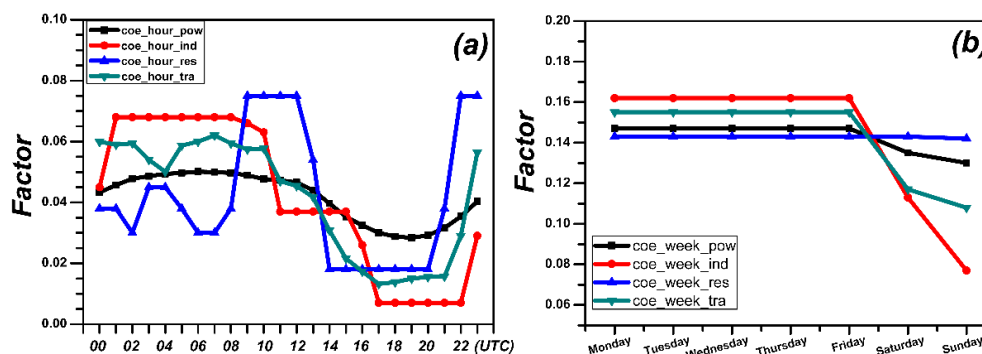 (a)
coe_hour_pow
coe_hour_ind
coe_hour_res
coe_hour_tra
Factor
0.10
0.08
0.06
0.04
0.02
0.00
00 02 04 06 08 10 12 14 16 18 20 22 (UTC)
(b)
Factor
0.20
0.18
0.16
0.14
0.12
0.10
0.08
0.06
coe_week_pow
coe_week_ind
coe_week_res
coe_week_tra
Monday Tuesday Wednesday Thursday Friday Saturday Sunday